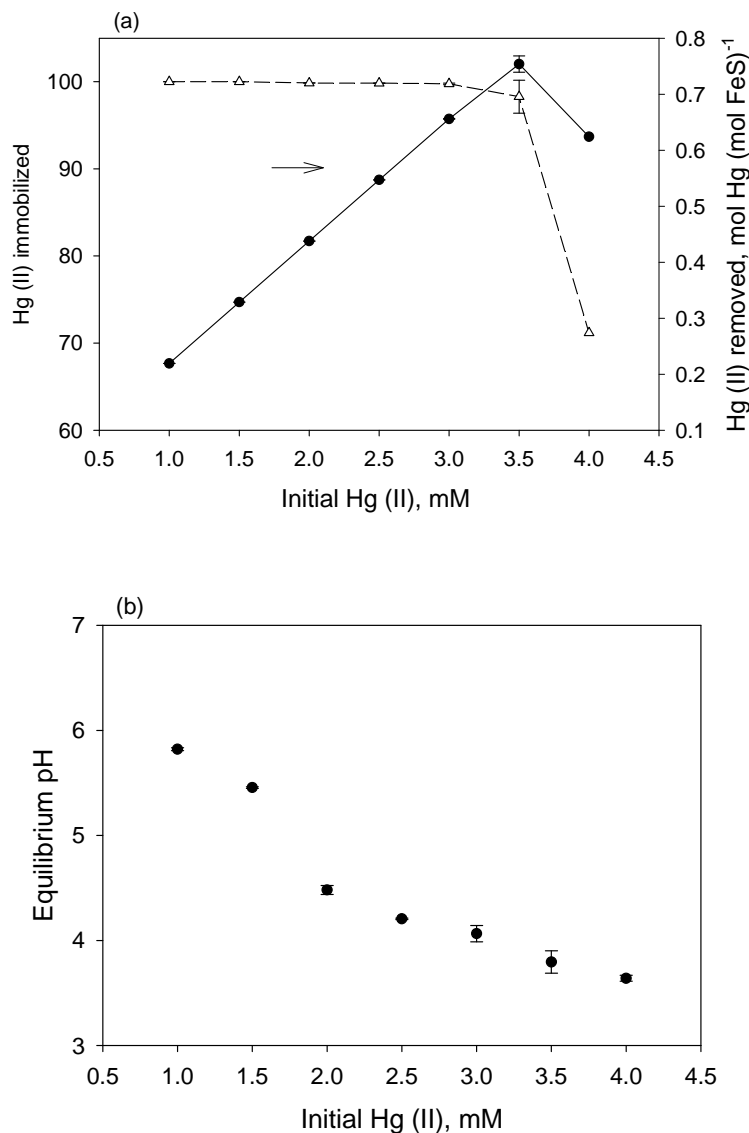 (a)
100
90
80
70
60
Hg (II) immobilized
0.8
0.7
0.6
0.5
0.4
0.3
0.2
0.1
Hg (II) removed, mol Hg (mol FeS)-1
0.5 1.0 1.5 2.0 2.5 3.0 3.5 4.0 4.5
Initial Hg (II), mM
(b)
7
6
5
4
3
Equilibrium pH
0.5 1.0 1.5 2.0 2.5 3.0 3.5 4.0 4.5
Initial Hg (II), mM